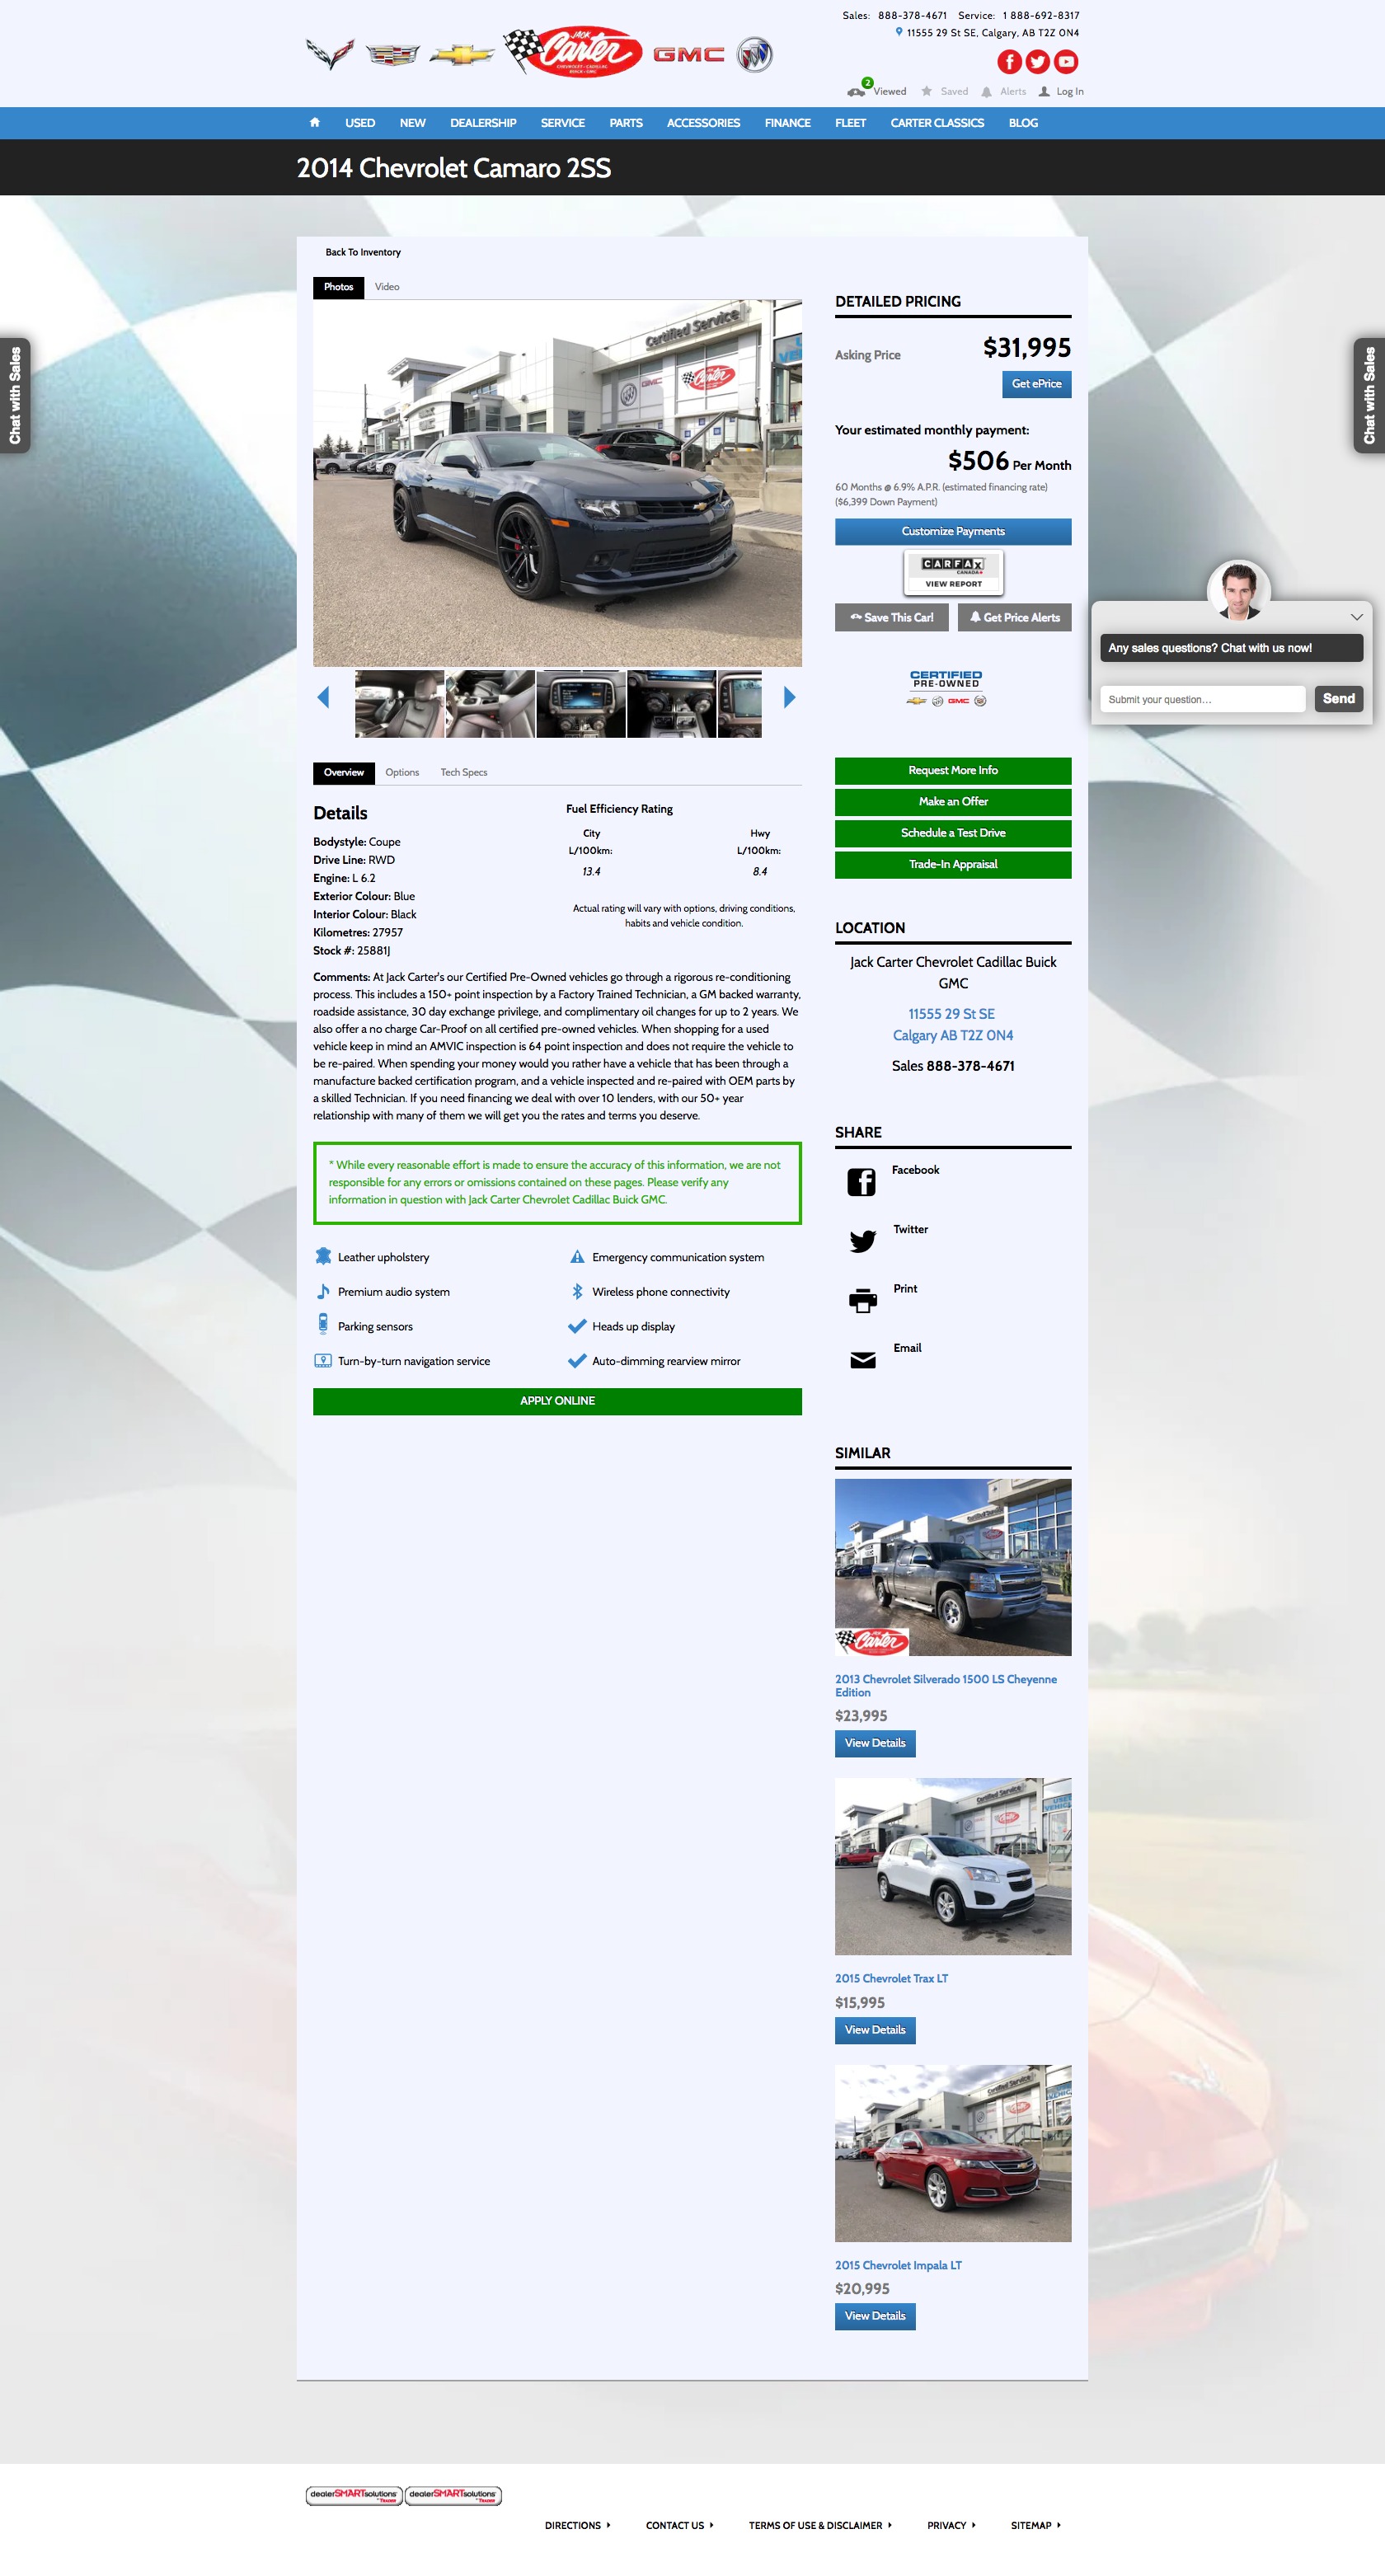 Sales: 888-378-4671 Service: 1 888-692-8317
11555 29 St SE, Calgary, AB T2Z 0N4
JACK
Carter
CHEVROLET • CADILLAC
BUICK • GMC
GMC
2
Viewed Saved Alerts Log In
USED NEW DEALERSHIP SERVICE PARTS ACCESSORIES FINANCE FLEET CARTER CLASSICS BLOG
2014 Chevrolet Camaro 2SS
Back To Inventory
Photos Video
Certified Service
GMC
Carter
Chat with Sales
Chat with Sales
DETAILED PRICING
Asking Price $31,995
Get ePrice
Your estimated monthly payment:
$506 Per Month
60 Months @ 6.9% A.P.R. (estimated financing rate)
($6,399 Down Payment)
Customize Payments
CARFAX
CANADA
VIEW REPORT
Save This Car! Get Price Alerts
CERTIFIED
PRE-OWNED
GMC
Any sales questions? Chat with us now!
Submit your question...
Send
Request More Info
Make an Offer
Schedule a Test Drive
Trade-In Appraisal
Overview Options Tech Specs
Details
Bodystyle: Coupe
Drive Line: RWD
Engine: L 6.2
Exterior Colour: Blue
Interior Colour: Black
Kilometres: 27957
Stock #: 25881J
Fuel Efficiency Rating
City Hwy
L/100km: L/100km:
13.4 8.4
Actual rating will vary with options, driving conditions,
habits and vehicle condition.
Comments: At Jack Carter's our Certified Pre-Owned vehicles go through a rigorous re-conditioning
process. This includes a 150+ point inspection by a Factory Trained Technician, a GM backed warranty,
roadside assistance, 30 day exchange privilege, and complimentary oil changes for up to 2 years. We
also offer a no charge Car-Proof on all certified pre-owned vehicles. When shopping for a used
vehicle keep in mind an AMVIC inspection is 64 point inspection and does not require the vehicle to
be re-paired. When spending your money would you rather have a vehicle that has been through a
manufacture backed certification program, and a vehicle inspected and re-paired with OEM parts by
a skilled Technician. If you need financing we deal with over 10 lenders, with our 50+ year
relationship with many of them we will get you the rates and terms you deserve.
* While every reasonable effort is made to ensure the accuracy of this information, we are not
responsible for any errors or omissions contained on these pages. Please verify any
information in question with Jack Carter Chevrolet Cadillac Buick GMC.
Leather upholstery
Emergency communication system
Premium audio system
Wireless phone connectivity
Parking sensors
Heads up display
Turn-by-turn navigation service
Auto-dimming rearview mirror
APPLY ONLINE
LOCATION
Jack Carter Chevrolet Cadillac Buick
GMC
11555 29 St SE
Calgary AB T2Z 0N4
Sales 888-378-4671
SHARE
Facebook
Twitter
Print
Email
SIMILAR
Carter
2013 Chevrolet Silverado 1500 LS Cheyenne
Edition
$23,995
View Details
Certified Service
2015 Chevrolet Trax LT
$15,995
View Details
Certified Service
2015 Chevrolet Impala LT
$20,995
View Details
dealerSMARTsolutions dealerSMARTsolutions
DIRECTIONS CONTACT US TERMS OF USE & DISCLAIMER PRIVACY SITEMAP